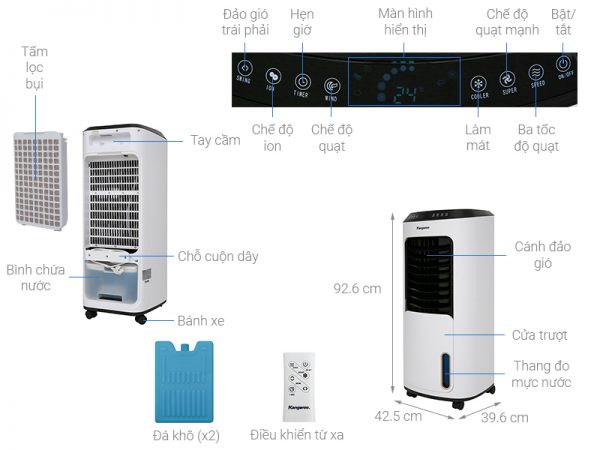 Đảo gió
trái phải
Hẹn
giờ
Màn hình
hiển thị
Chế độ
quạt mạnh
Bật/
tắt
SWING
ION
TIMER
WIND
24
COOLER
SUPER
SPEED
ON/OFF
Chế độ
ion
Chế độ
quạt
Làm
mát
Ba tốc
độ quạt
Tấm
lọc
bụi
Tay cầm
Chỗ cuộn dây
Bình chứa
nước
Bánh xe
Kangaroo
Cánh đảo
gió
92.6 cm
Cửa trượt
Thang đo
mực nước
42.5 cm
39.6 cm
Kangaroo
Đá khô (x2)
Điều khiển từ xa